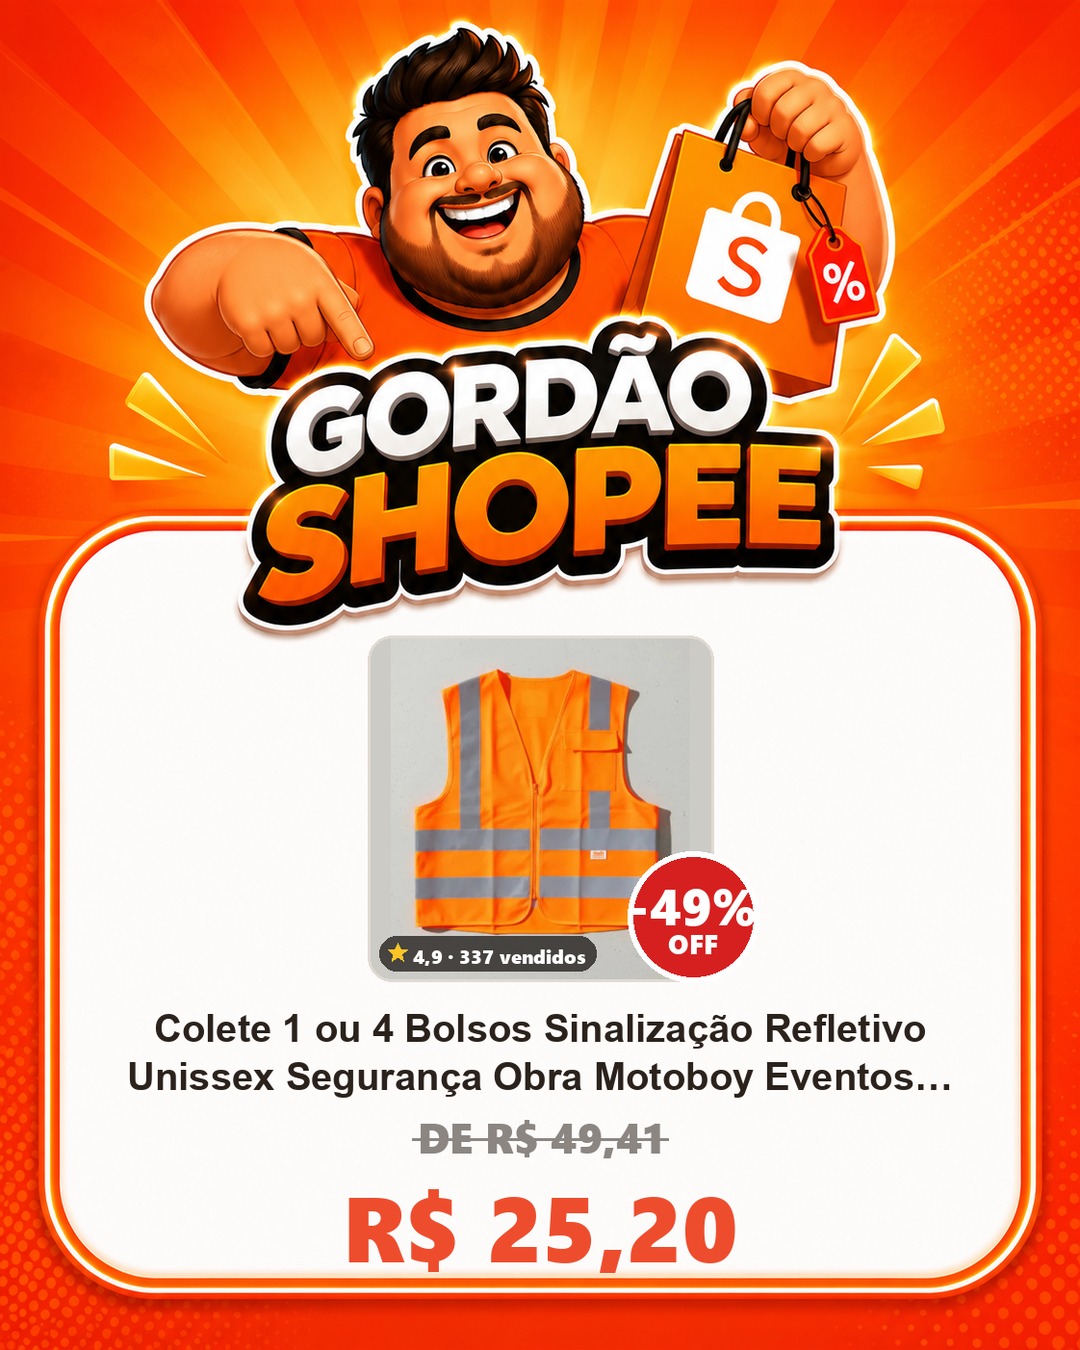 S
%
GORDÃO
SHOPEE
-49%
OFF
4,9 · 337 vendidos
Colete 1 ou 4 Bolsos Sinalização Refletivo
Unissex Segurança Obra Motoboy Eventos...
DE R$ 49,41
R$ 25,20